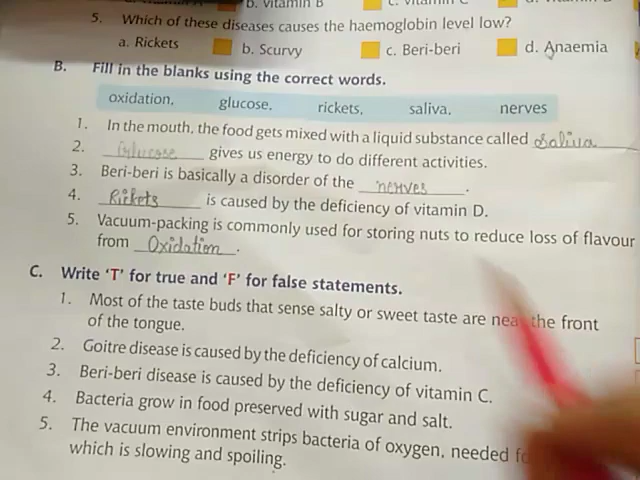 b. vitamin B
5. Which of these diseases causes the haemoglobin level low?
a. Rickets b. Scurvy c. Beri-beri d. Anaemia
B. Fill in the blanks using the correct words.
oxidation, glucose, rickets, saliva, nerves
1. In the mouth, the food gets mixed with a liquid substance called Saliva
2. Glucose gives us energy to do different activities.
3. Beri-beri is basically a disorder of the nerves.
4. Rickets is caused by the deficiency of vitamin D.
5. Vacuum-packing is commonly used for storing nuts to reduce loss of flavour
from Oxidation.
C. Write 'T' for true and 'F' for false statements.
1. Most of the taste buds that sense salty or sweet taste are near the front
of the tongue.
2. Goitre disease is caused by the deficiency of calcium.
3. Beri-beri disease is caused by the deficiency of vitamin C.
4. Bacteria grow in food preserved with sugar and salt.
5. The vacuum environment strips bacteria of oxygen, needed
which is slowing and spoiling.